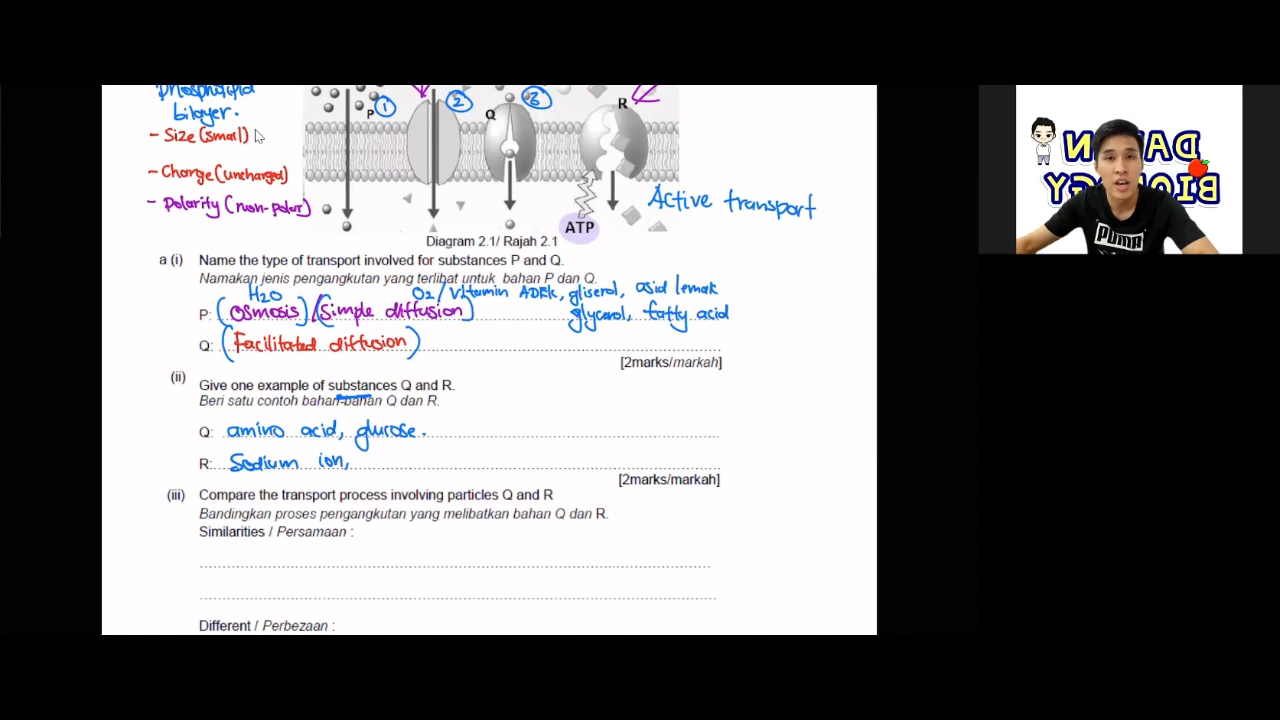 phospholipid
bilayer.
- Size (small)
- Charge (uncharged)
- Polarity (non-polar)
P
1
2
Q
3
R
ATP
Active transport
Diagram 2.1/ Rajah 2.1
a (i) Name the type of transport involved for substances P and Q.
Namakan jenis pengangkutan yang terlibat untuk bahan P dan Q.
H2O O2 / Vitamin ADEK, gliserol, asid lemak
P: (Osmosis) / (Simple diffusion) glycerol, fatty acid
Q: (Facilitated diffusion)
[2marks/markah]
(ii) Give one example of substances Q and R.
Beri satu contoh bahan-bahan Q dan R.
Q: amino acid, glucose.
R: Sodium ion,
[2marks/markah]
(iii) Compare the transport process involving particles Q and R
Bandingkan proses pengangkutan yang melibatkan bahan Q dan R.
Similarities / Persamaan :
Different / Perbezaan :
BIOLOGY
PUMA